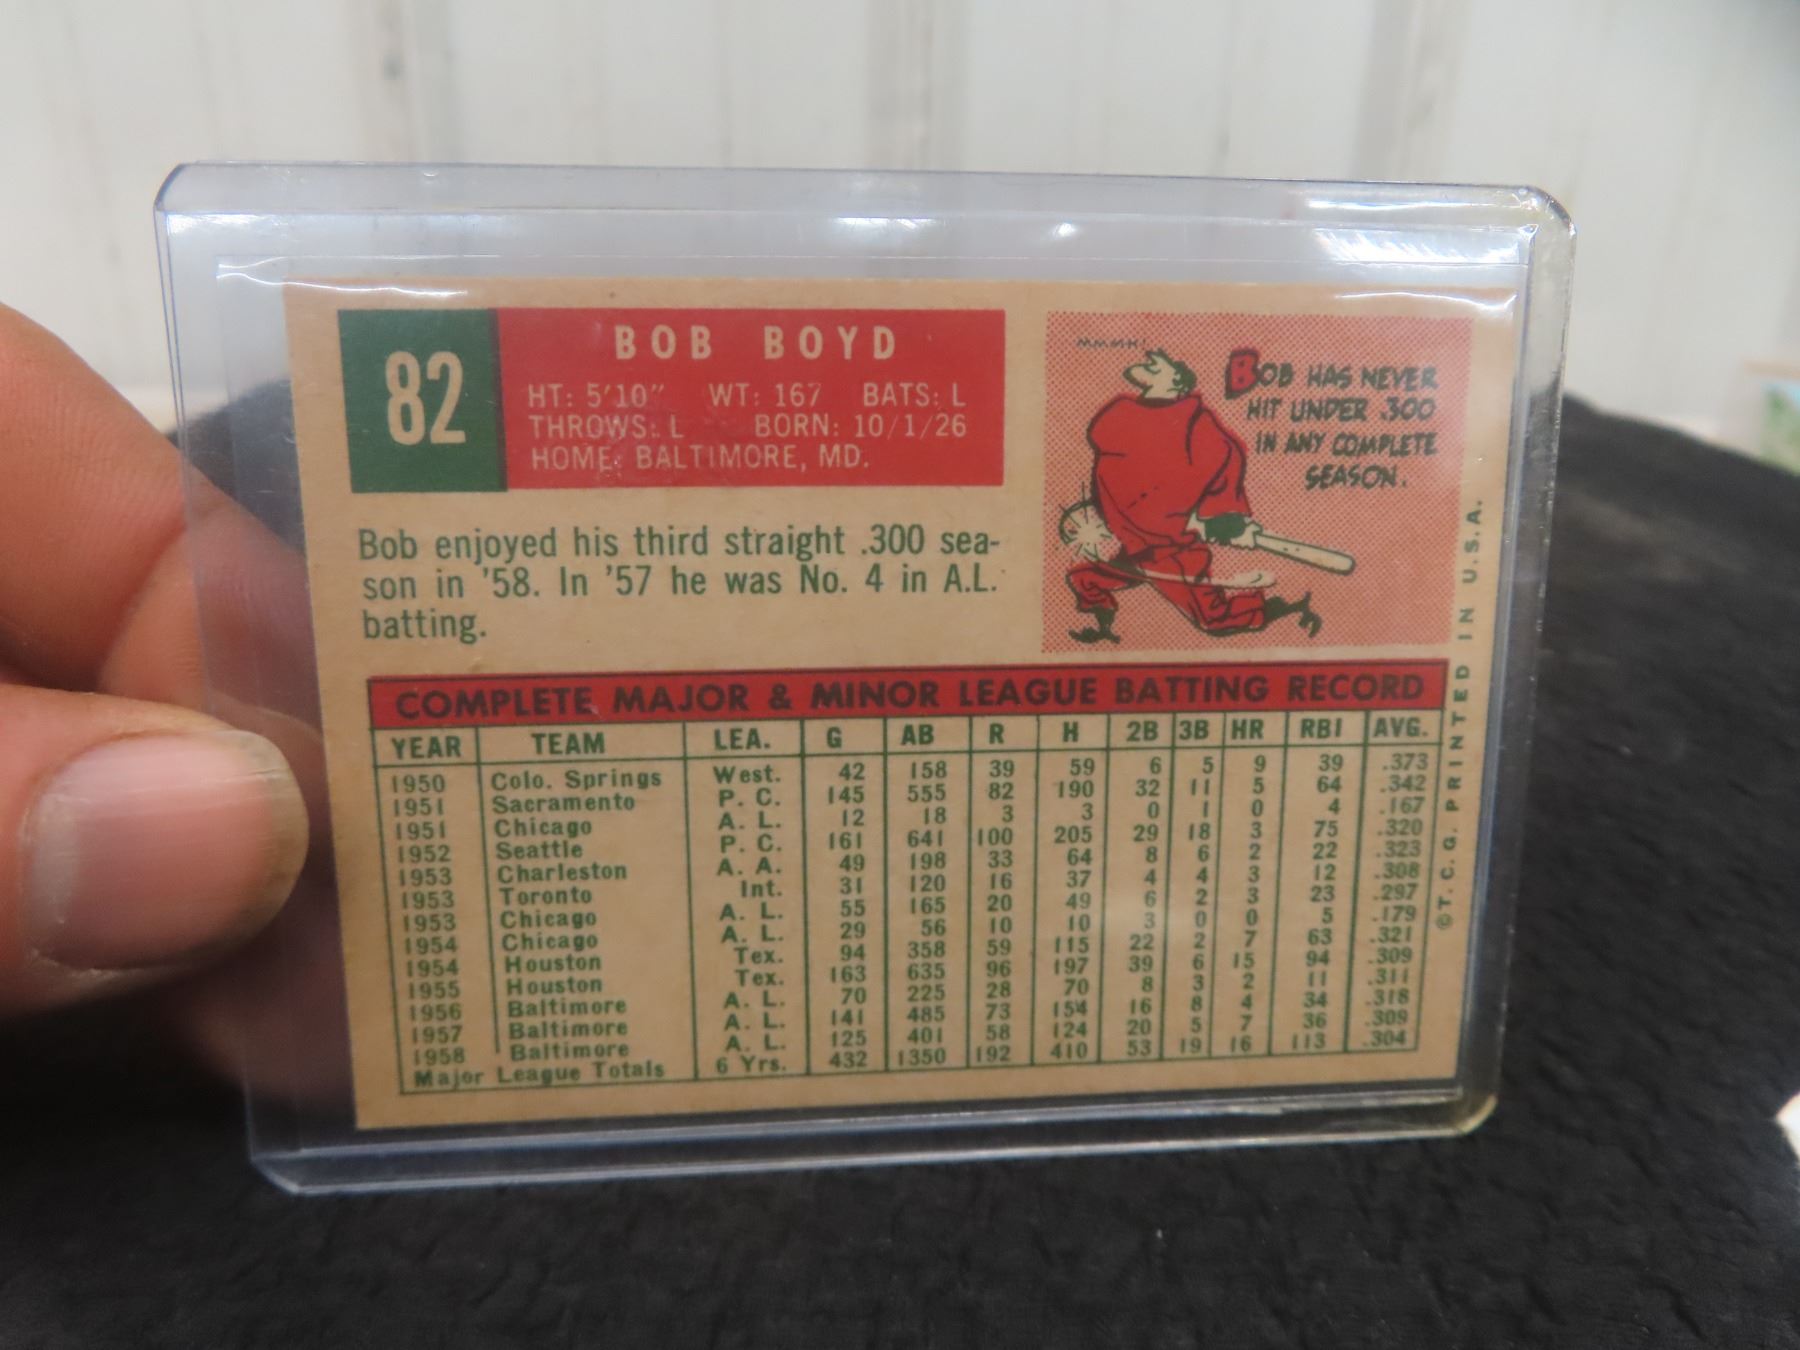 82
BOB BOYD
HT: 5'10" WT: 167 BATS: L
THROWS: L BORN: 10/1/26
HOME: BALTIMORE, MD.
MMMH!
BOB HAS NEVER
HIT UNDER .300
IN ANY COMPLETE
SEASON.
Bob enjoyed his third straight .300 sea-
son in '58. In '57 he was No. 4 in A.L.
batting.
COMPLETE MAJOR & MINOR LEAGUE BATTING RECORD
YEAR TEAM LEA. G AB R H 2B 3B HR RBI AVG.
1950 Colo. Springs West. 42 158 39 59 6 5 9 39 .373
1951 Sacramento P. C. 145 555 82 190 32 11 5 64 .342
1951 Chicago A. L. 12 18 3 3 0 1 0 4 .167
1952 Seattle P. C. 161 641 100 205 29 18 3 75 .320
1953 Charleston A. A. 49 198 33 64 8 6 2 22 .323
1953 Toronto Int. 31 120 16 37 4 4 3 12 .308
1953 Chicago A. L. 55 165 20 49 6 2 3 23 .297
1954 Chicago A. L. 29 56 10 10 3 0 0 5 .179
1954 Houston Tex. 94 358 59 115 22 2 7 63 .321
1955 Houston Tex. 163 635 96 197 39 6 15 94 .309
1956 Baltimore A. L. 70 225 28 70 8 3 2 11 .311
1957 Baltimore A. L. 141 485 73 154 16 8 4 34 .318
1958 Baltimore A. L. 125 401 58 124 20 5 7 36 .309
Major League Totals 6 Yrs. 432 1350 192 410 53 19 16 113 .304
©T.C.G. PRINTED IN U.S.A.